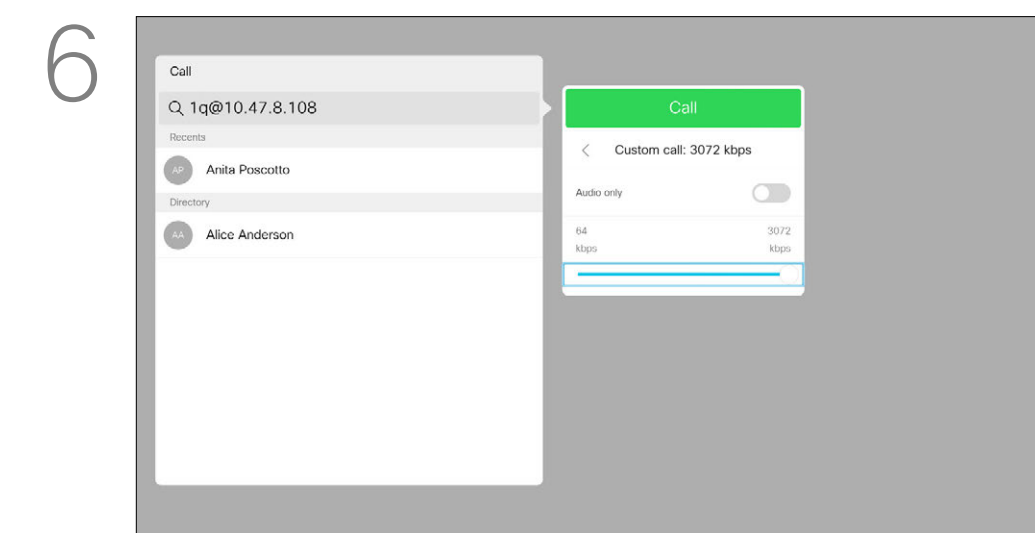 6
Call
1q@10.47.8.108
Recents
AP Anita Poscotto
Directory
AA Alice Anderson
Call
Custom call: 3072 kbps
Audio only
64 3072
kbps kbps